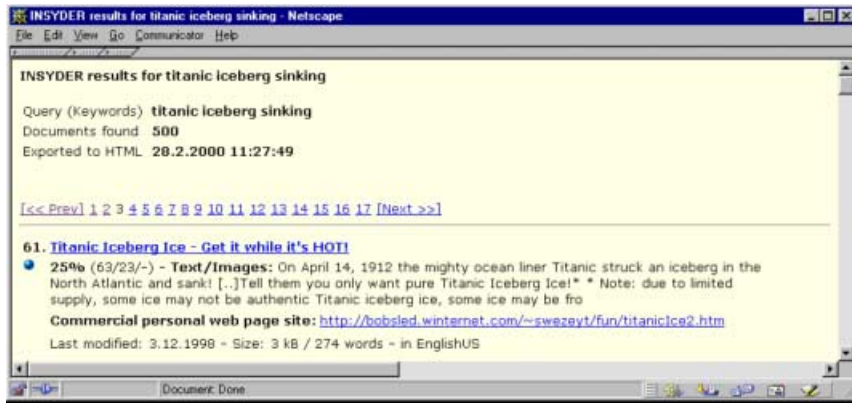 INSYDER results for titanic iceberg sinking - Netscape
File Edit View Go Communicator Help
INSYDER results for titanic iceberg sinking
Query (Keywords) titanic iceberg sinking
Documents found 500
Exported to HTML 28.2.2000 11:27:49
[<< Prev] 1 2 3 4 5 6 7 8 9 10 11 12 13 14 15 16 17 [Next >>]
61. Titanic Iceberg Ice - Get it while it's HOT!
25% (63/23/-) - Text/Images: On April 14, 1912 the mighty ocean liner Titanic struck an iceberg in the
North Atlantic and sank! [..]Tell them you only want pure Titanic Iceberg Ice!* * Note: due to limited
supply, some ice may not be authentic Titanic iceberg ice, some ice may be fro
Commercial personal web page site: http://bobsled.winternet.com/~swezeyt/fun/titanicIce2.htm
Last modified: 3.12.1998 - Size: 3 kB / 274 words - in EnglishUS
Document: Done